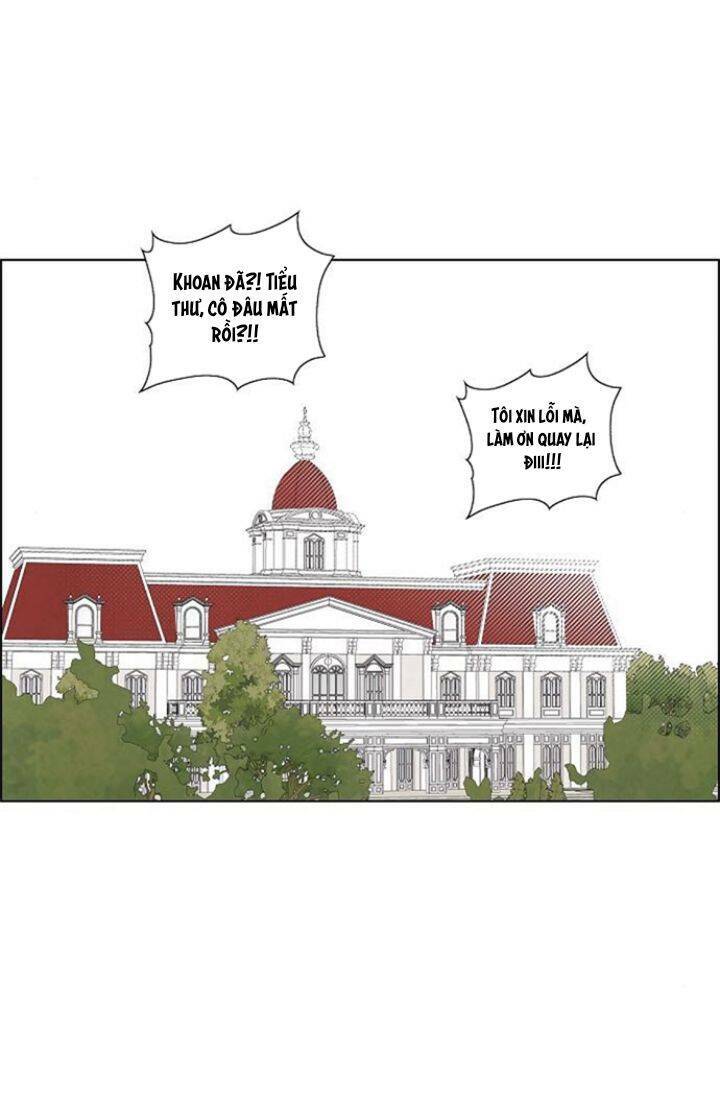 KHOAN ĐÃ?! TIỂU
THƯ, CÔ ĐÂU MẤT
RỒI?!!
TÔI XIN LỖI MÀ,
LÀM ƠN QUAY LẠI
ĐIII!!!